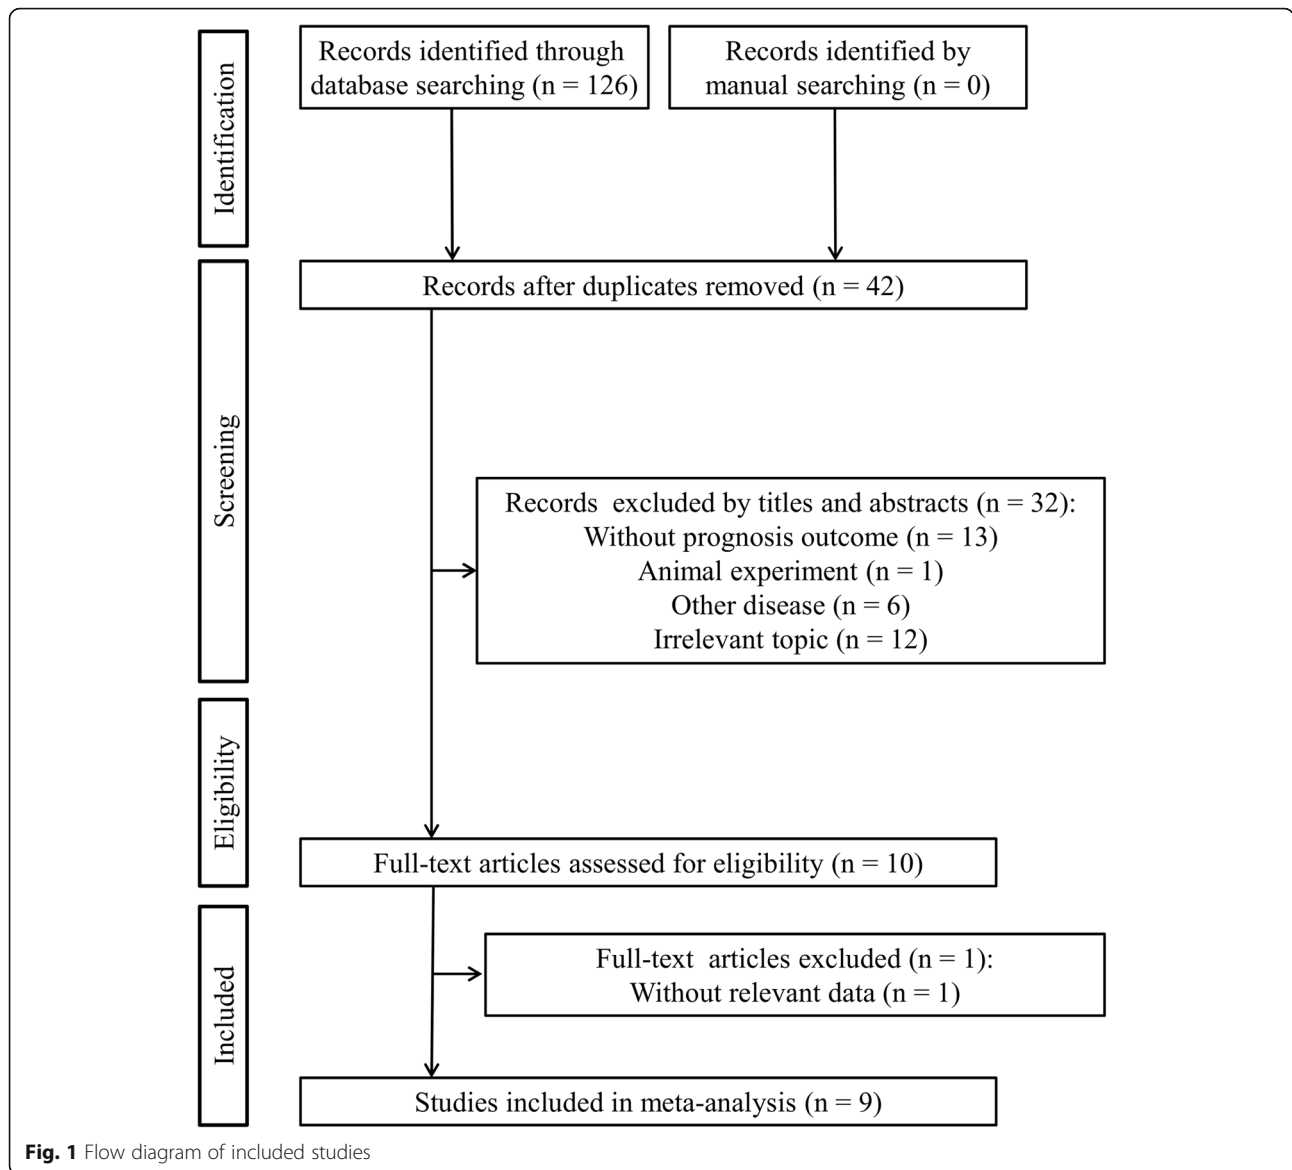 Identification
Records identified through
database searching (n = 126)
Records identified by
manual searching (n = 0)
Screening
Records after duplicates removed (n = 42)
Records excluded by titles and abstracts (n = 32):
Without prognosis outcome (n = 13)
Animal experiment (n = 1)
Other disease (n = 6)
Irrelevant topic (n = 12)
Eligibility
Full-text articles assessed for eligibility (n = 10)
Included
Full-text articles excluded (n = 1):
Without relevant data (n = 1)
Studies included in meta-analysis (n = 9)
Fig. 1 Flow diagram of included studies